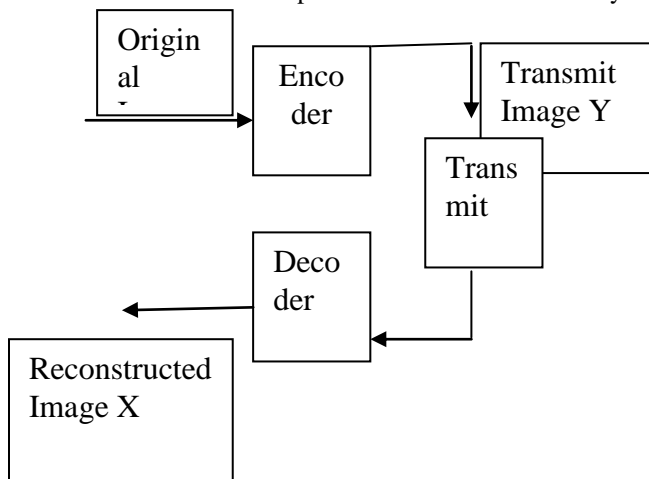 Origin
al
Enco
der
Transmit
Image Y
Trans
mit
Deco
der
Reconstructed
Image X